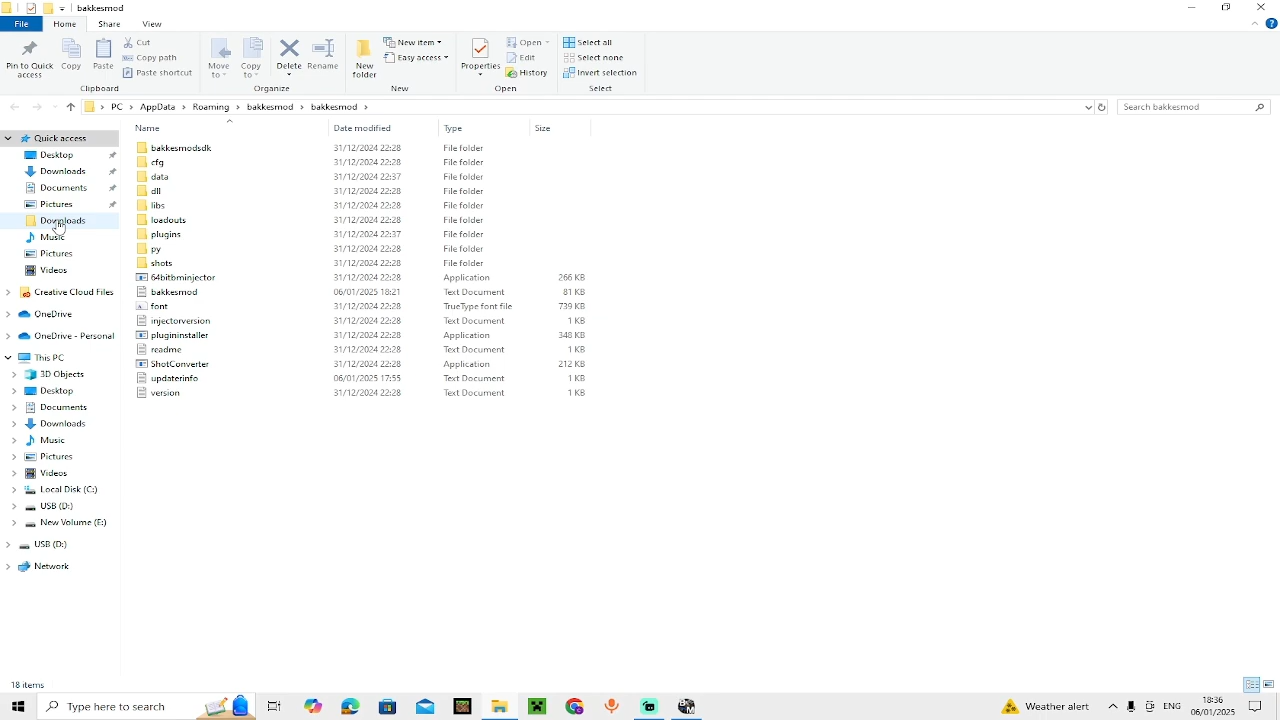 bakkesmod
File Home Share View
Pin to Quick access
Copy
Paste
Cut
Copy path
Paste shortcut
Clipboard
Move to
Copy to
Delete
Rename
Organize
New folder
New item
Easy access
New
Properties
Open
Edit
History
Open
Select all
Select none
Invert selection
Select
PC > AppData > Roaming > bakkesmod > bakkesmod >
Search bakkesmod
Name Date modified Type Size
Quick access
Desktop
Downloads
Documents
Pictures
Downloads
Music
Pictures
Videos
Creative Cloud Files
OneDrive
OneDrive - Personal
This PC
3D Objects
Desktop
Documents
Downloads
Music
Pictures
Videos
Local Disk (C:)
USB (D:)
New Volume (E:)
USB (D:)
Network
bakkesmodsdk 31/12/2024 22:28 File folder
cfg 31/12/2024 22:28 File folder
data 31/12/2024 22:37 File folder
dll 31/12/2024 22:28 File folder
libs 31/12/2024 22:28 File folder
loadouts 31/12/2024 22:28 File folder
plugins 31/12/2024 22:37 File folder
py 31/12/2024 22:28 File folder
shots 31/12/2024 22:28 File folder
64bitbminjector 31/12/2024 22:28 Application 266 KB
bakkesmod 06/01/2025 18:21 Text Document 81 KB
font 31/12/2024 22:28 TrueType font file 739 KB
injectorversion 31/12/2024 22:28 Text Document 1 KB
plugininstaller 31/12/2024 22:28 Application 348 KB
readme 31/12/2024 22:28 Text Document 1 KB
ShotConverter 31/12/2024 22:28 Application 212 KB
updaterinfo 06/01/2025 17:55 Text Document 1 KB
version 31/12/2024 22:28 Text Document 1 KB
18 items
Type here to search
Weather alert
ENG
18:36
06/01/2025